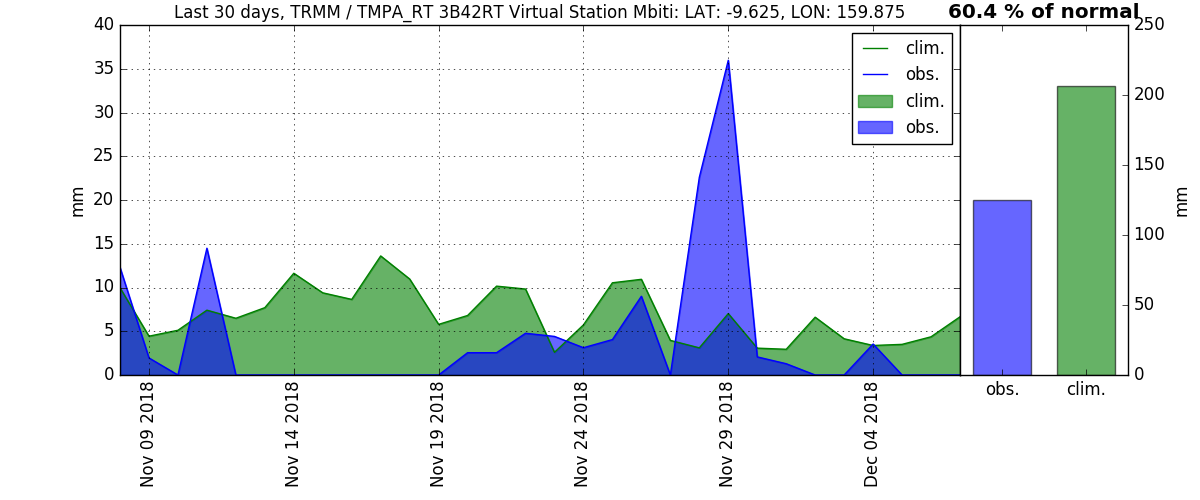 Last 30 days, TRMM / TMPA_RT 3B42RT Virtual Station Mbiti: LAT: -9.625, LON: 159.875
60.4 % of normal
40
35
30
25
20
15
10
5
0
mm
clim.
obs.
clim.
obs.
Nov 09 2018
Nov 14 2018
Nov 19 2018
Nov 24 2018
Nov 29 2018
Dec 04 2018
250
200
150
100
50
0
mm
obs.
clim.